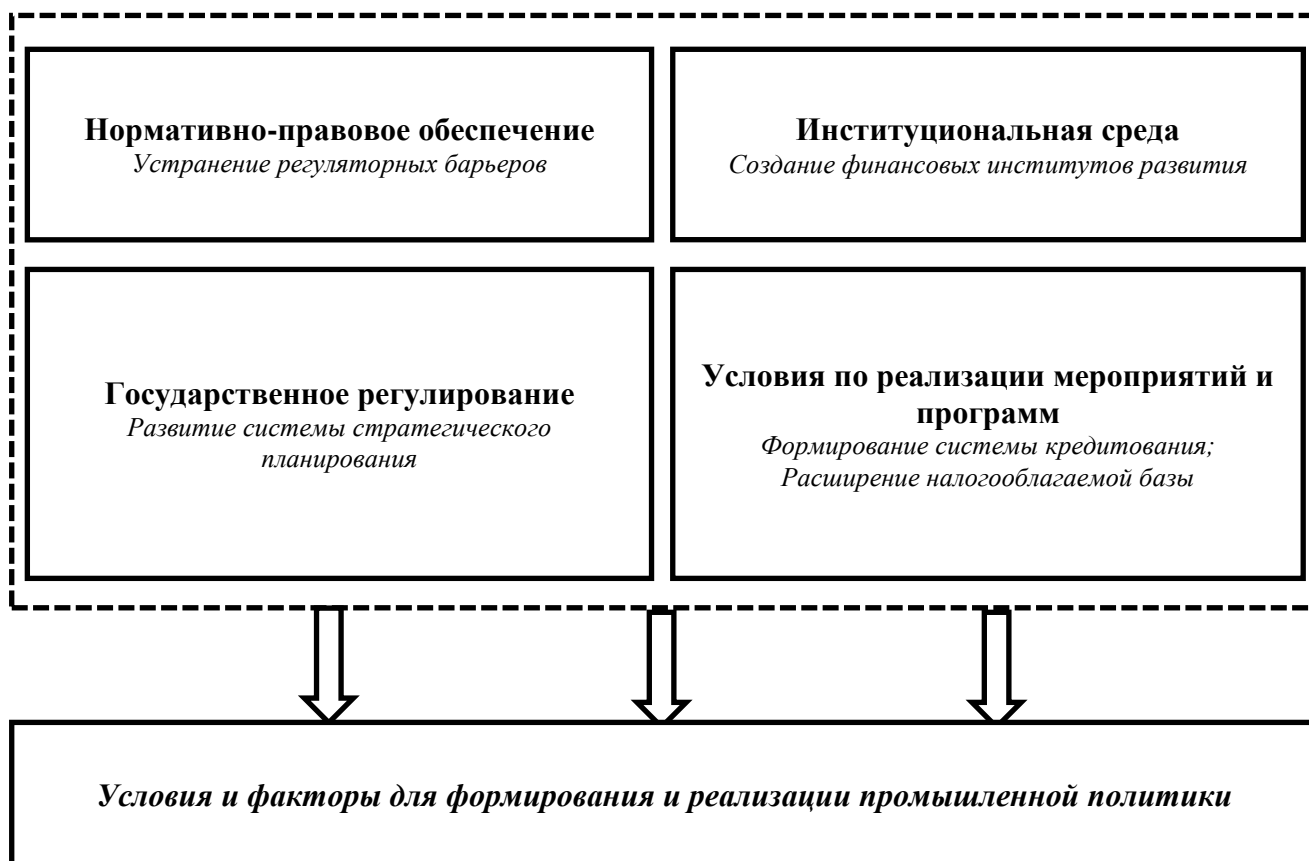 Нормативно-правовое обеспечение
Устранение регуляторных барьеров
Институциональная среда
Создание финансовых институтов развития
Государственное регулирование
Развитие системы стратегического
планирования
Условия по реализации мероприятий и
программ
Формирование системы кредитования;
Расширение налогооблагаемой базы
Условия и факторы для формирования и реализации промышленной политики